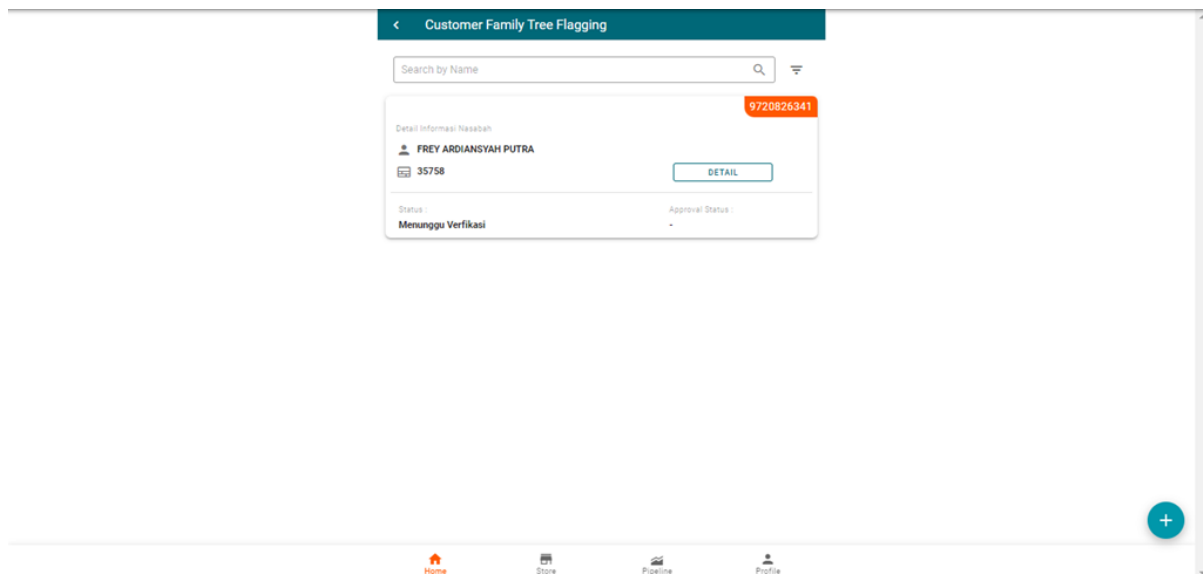 Customer Family Tree Flagging
Search by Name
9720826341
Detail Informasi Nasabah
FREY ARDIANSYAH PUTRA
35758
DETAIL
Status :
Approval Status :
Menunggu Verfikasi
-
Home
Store
Pipeline
Profile